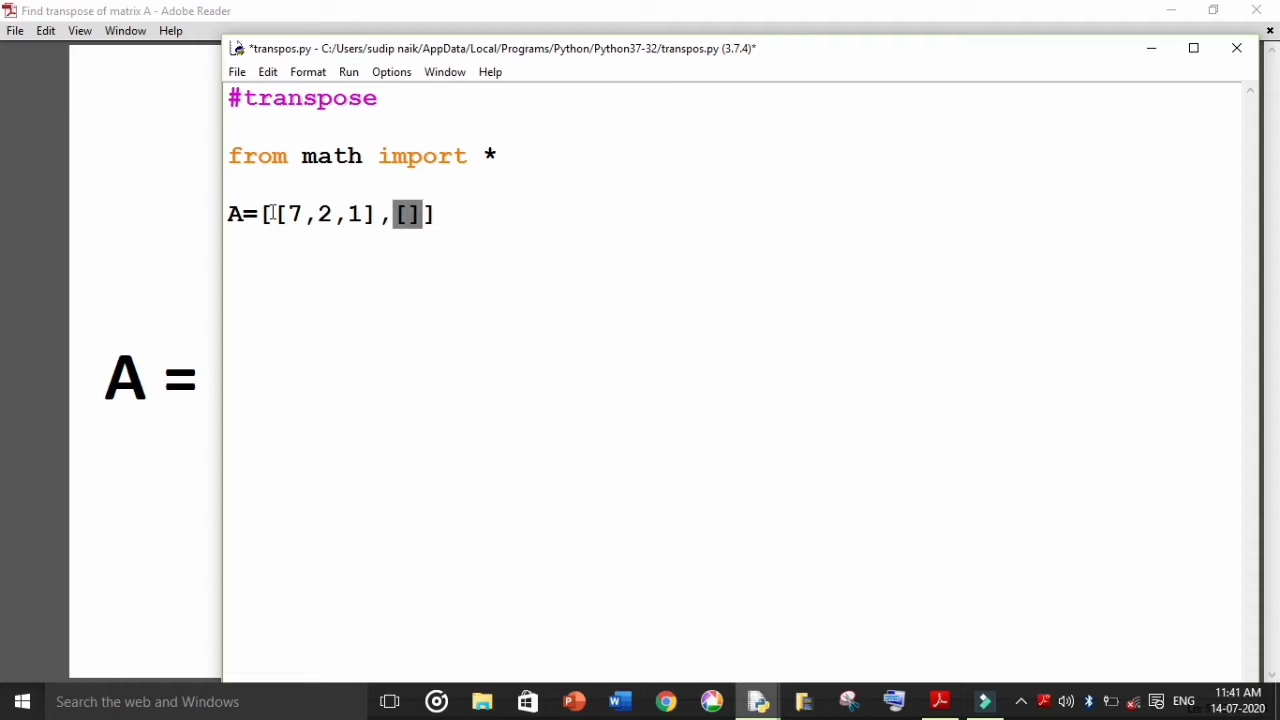 Find transpose of matrix A - Adobe Reader
File Edit View Window Help
*transpos.py - C:/Users/sudip naik/AppData/Local/Programs/Python/Python37-32/transpos.py (3.7.4)*
File Edit Format Run Options Window Help
#transpose
from math import *
A=[[7,2,1],[]]
A =
Search the web and Windows
ENG
11:41 AM
14-07-2020